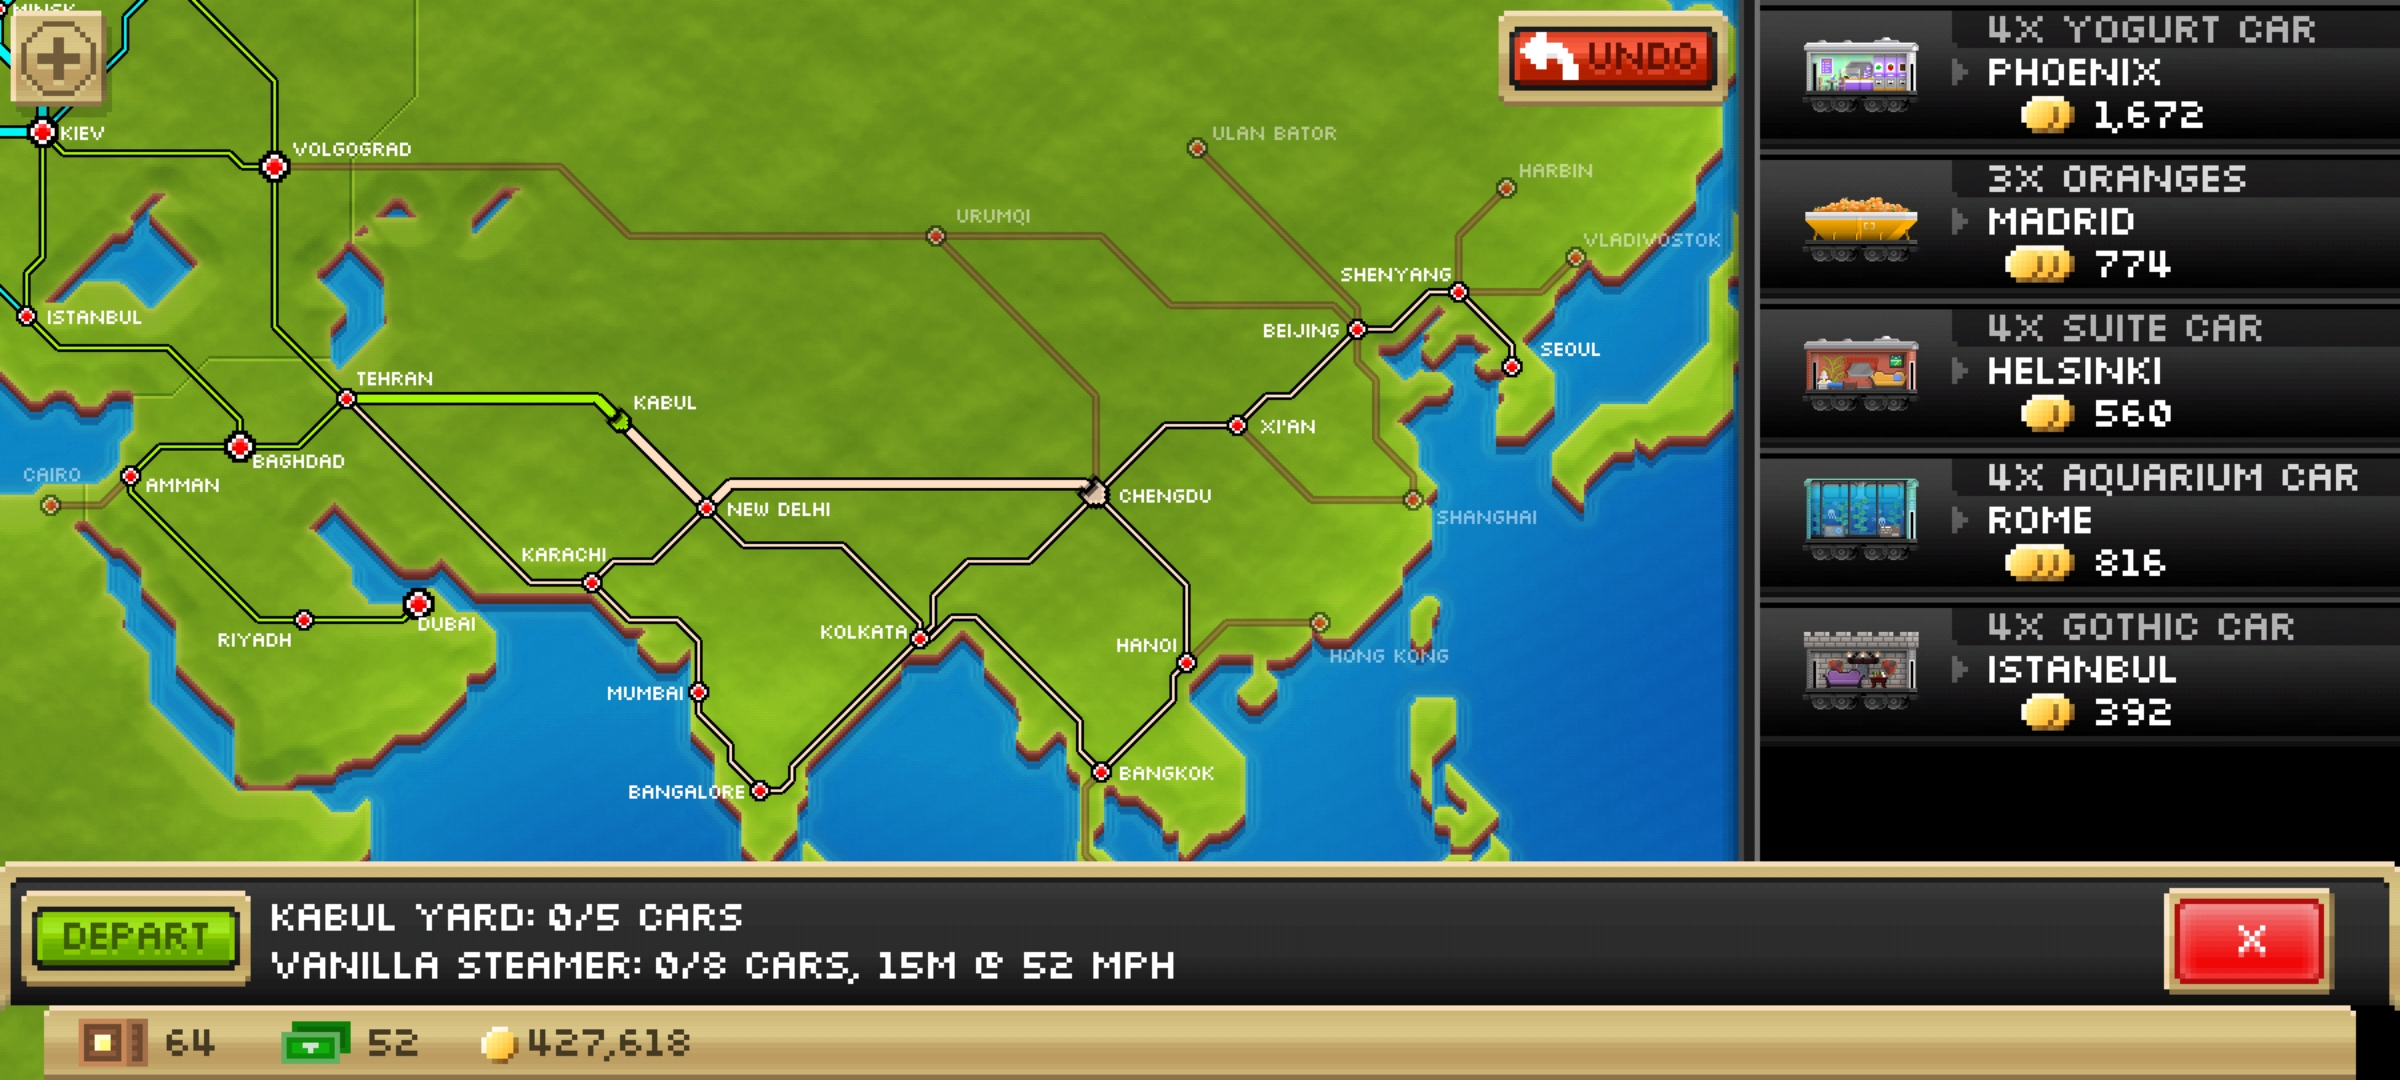 MINSK
KIEV
VOLGOGRAD
ISTANBUL
TEHRAN
KABUL
BAGHDAD
CAIRO
AMMAN
RIYADH
DUBAI
KARACHI
NEW DELHI
MUMBAI
BANGALORE
KOLKATA
URUMQI
ULAN BATOR
HARBIN
VLADIVOSTOK
SHENYANG
BEIJING
SEOUL
XI'AN
CHENGDU
SHANGHAI
HANOI
HONG KONG
BANGKOK
UNDO
4X YOGURT CAR
PHOENIX
1,672
3X ORANGES
MADRID
774
4X SUITE CAR
HELSINKI
560
4X AQUARIUM CAR
ROME
816
4X GOTHIC CAR
ISTANBUL
392
DEPART
KABUL YARD: 0/5 CARS
VANILLA STEAMER: 0/8 CARS, 15M @ 52 MPH
X
64
52
427,618